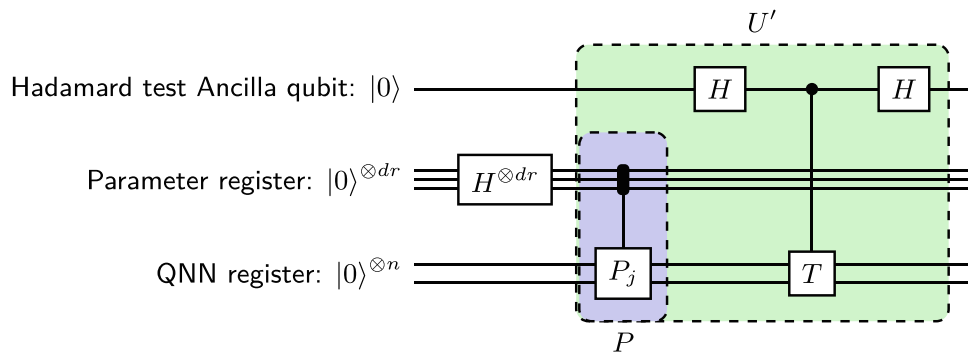 U′
Hadamard test Ancilla qubit: |0⟩ H H
Parameter register: |0⟩^{⊗dr} H^{⊗dr}
QNN register: |0⟩^{⊗n} P_j T
P